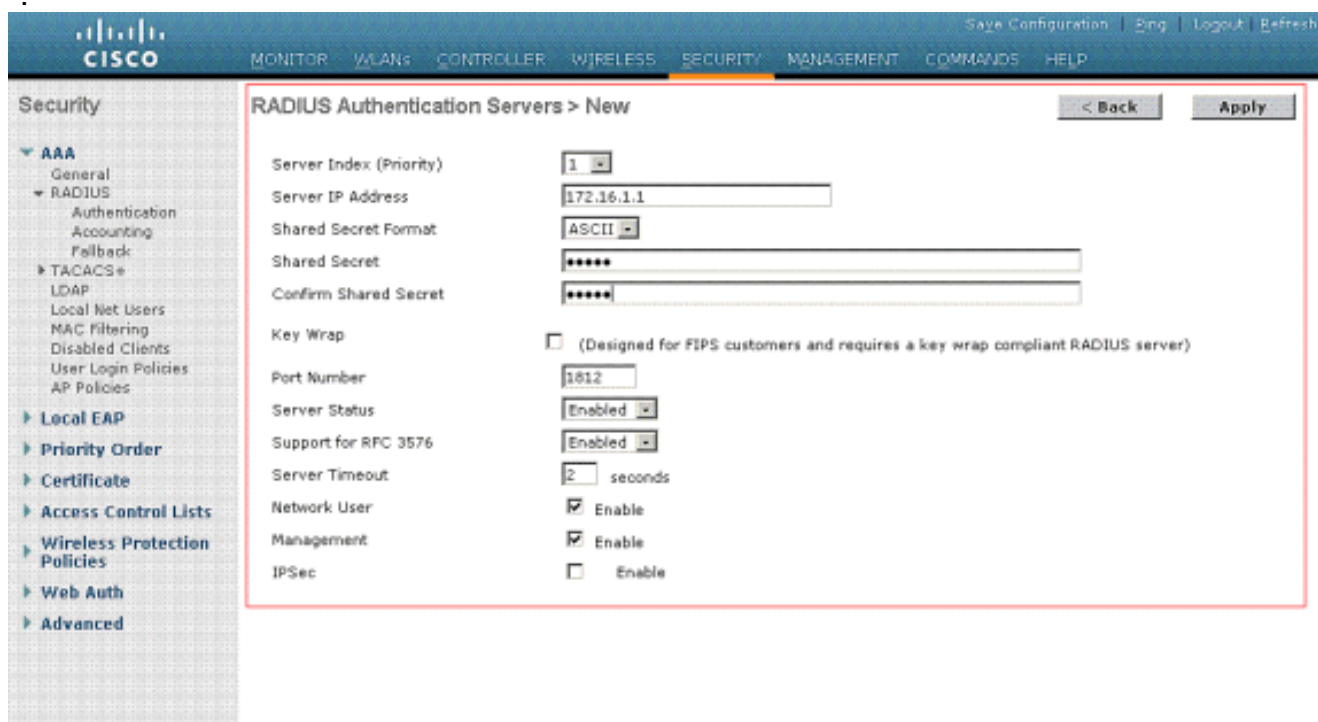 Save Configuration | Ping | Logout | Refresh
CISCO
MONITOR WLANs CONTROLLER WIRELESS SECURITY MANAGEMENT COMMANDS HELP
Security
AAA
General
RADIUS
Authentication
Accounting
Fallback
TACACS+
LDAP
Local Net Users
MAC Filtering
Disabled Clients
User Login Policies
AP Policies
Local EAP
Priority Order
Certificate
Access Control Lists
Wireless Protection
Policies
Web Auth
Advanced
RADIUS Authentication Servers > New
< Back Apply
Server Index (Priority) 1
Server IP Address 172.16.1.1
Shared Secret Format ASCII
Shared Secret •••••
Confirm Shared Secret •••••
Key Wrap (Designed for FIPS customers and requires a key wrap compliant RADIUS server)
Port Number 1812
Server Status Enabled
Support for RFC 3576 Enabled
Server Timeout 2 seconds
Network User Enable
Management Enable
IPSec Enable